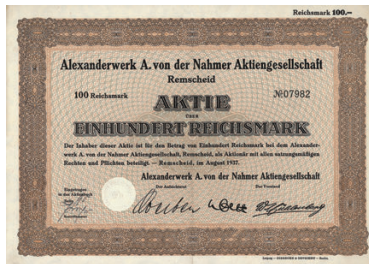 Reichsmark 100.—
Alexanderwerk A. von der Nahmer Aktiengesellschaft
Remscheid
100 Reichsmark
№07982
AKTIE
ÜBER
EINHUNDERT REICHSMARK
Der Inhaber dieser Aktie ist für den Betrag von Einhundert Reichsmark bei dem Alexander-
werk A. von der Nahmer Aktiengesellschaft, Remscheid, als Aktionär mit allen satzungsmäßigen
Rechten und Pflichten beteiligt. — Remscheid, im August 1937.
Alexanderwerk A. von der Nahmer Aktiengesellschaft
Der Aufsichtsrat
Der Vorstand
Eingetragen